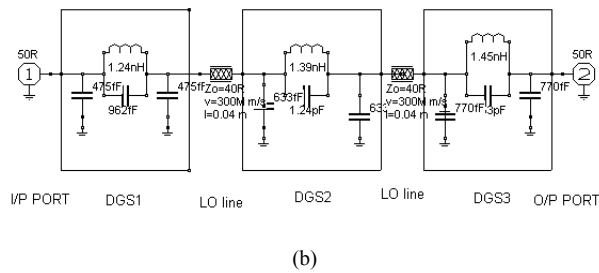 50R
1
1.24nH
475fF
962fF
475fF
Zo=40R
v=300M m/s
l=0.04 m
1.39nH
633fF
1.24pF
Zo=40R
v=300M m/s
l=0.04 m
1.45nH
770fF
770fF
50R
2
I/P PORT
DGS1
LO line
DGS2
LO line
DGS3
O/P PORT
(b)